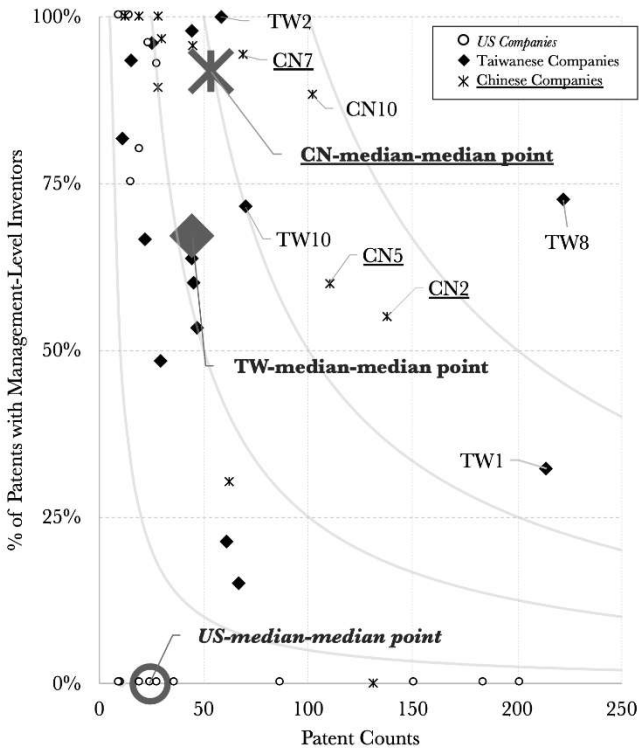 100%
75%
50%
25%
0%
% of Patents with Management-Level Inventors
US Companies
Taiwanese Companies
Chinese Companies
TW2
CN7
CN10
CN-median-median point
TW10
TW8
CN5
CN2
TW-median-median point
TW1
US-median-median point
0
50
100
150
200
250
Patent Counts